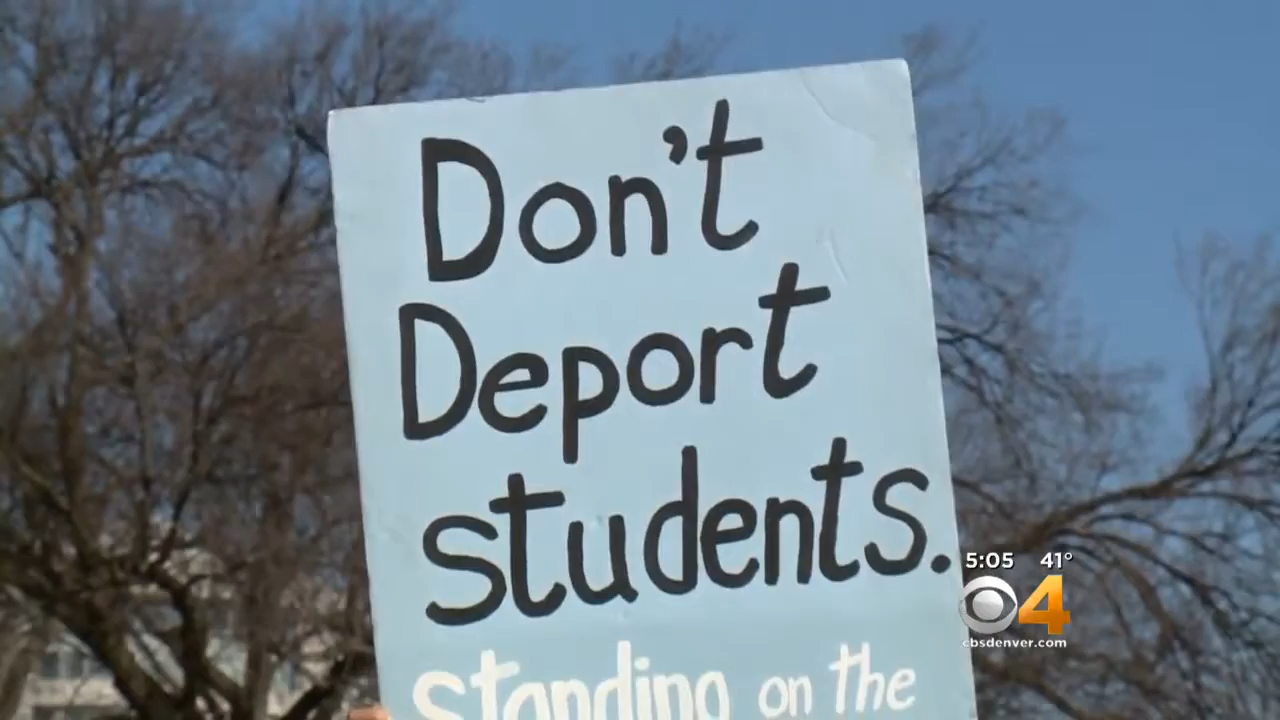 Don't
Deport
students.
standing on the
5:05 41°
4
cbsdenver.com